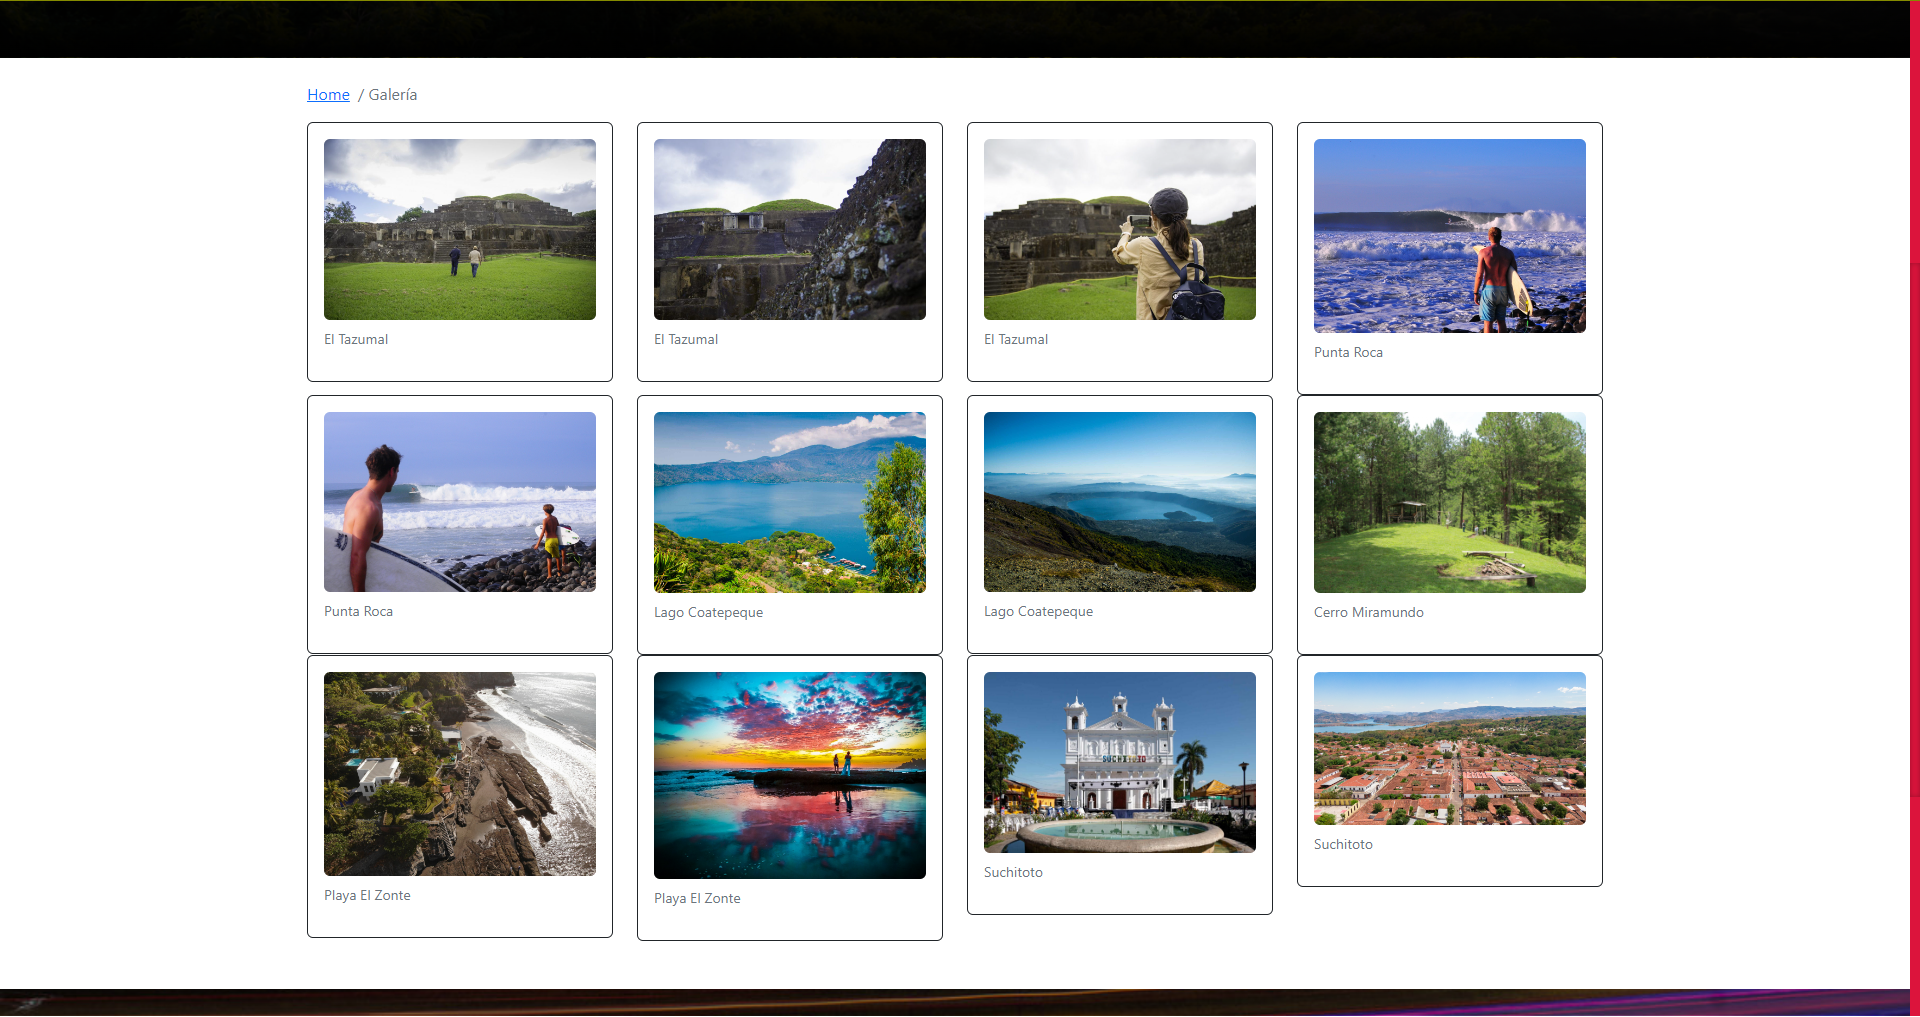 Home / Galería
El Tazumal
El Tazumal
El Tazumal
Punta Roca
Punta Roca
Lago Coatepeque
Lago Coatepeque
Cerro Miramundo
SUCHITOTO
Playa El Zonte
Playa El Zonte
Suchitoto
Suchitoto